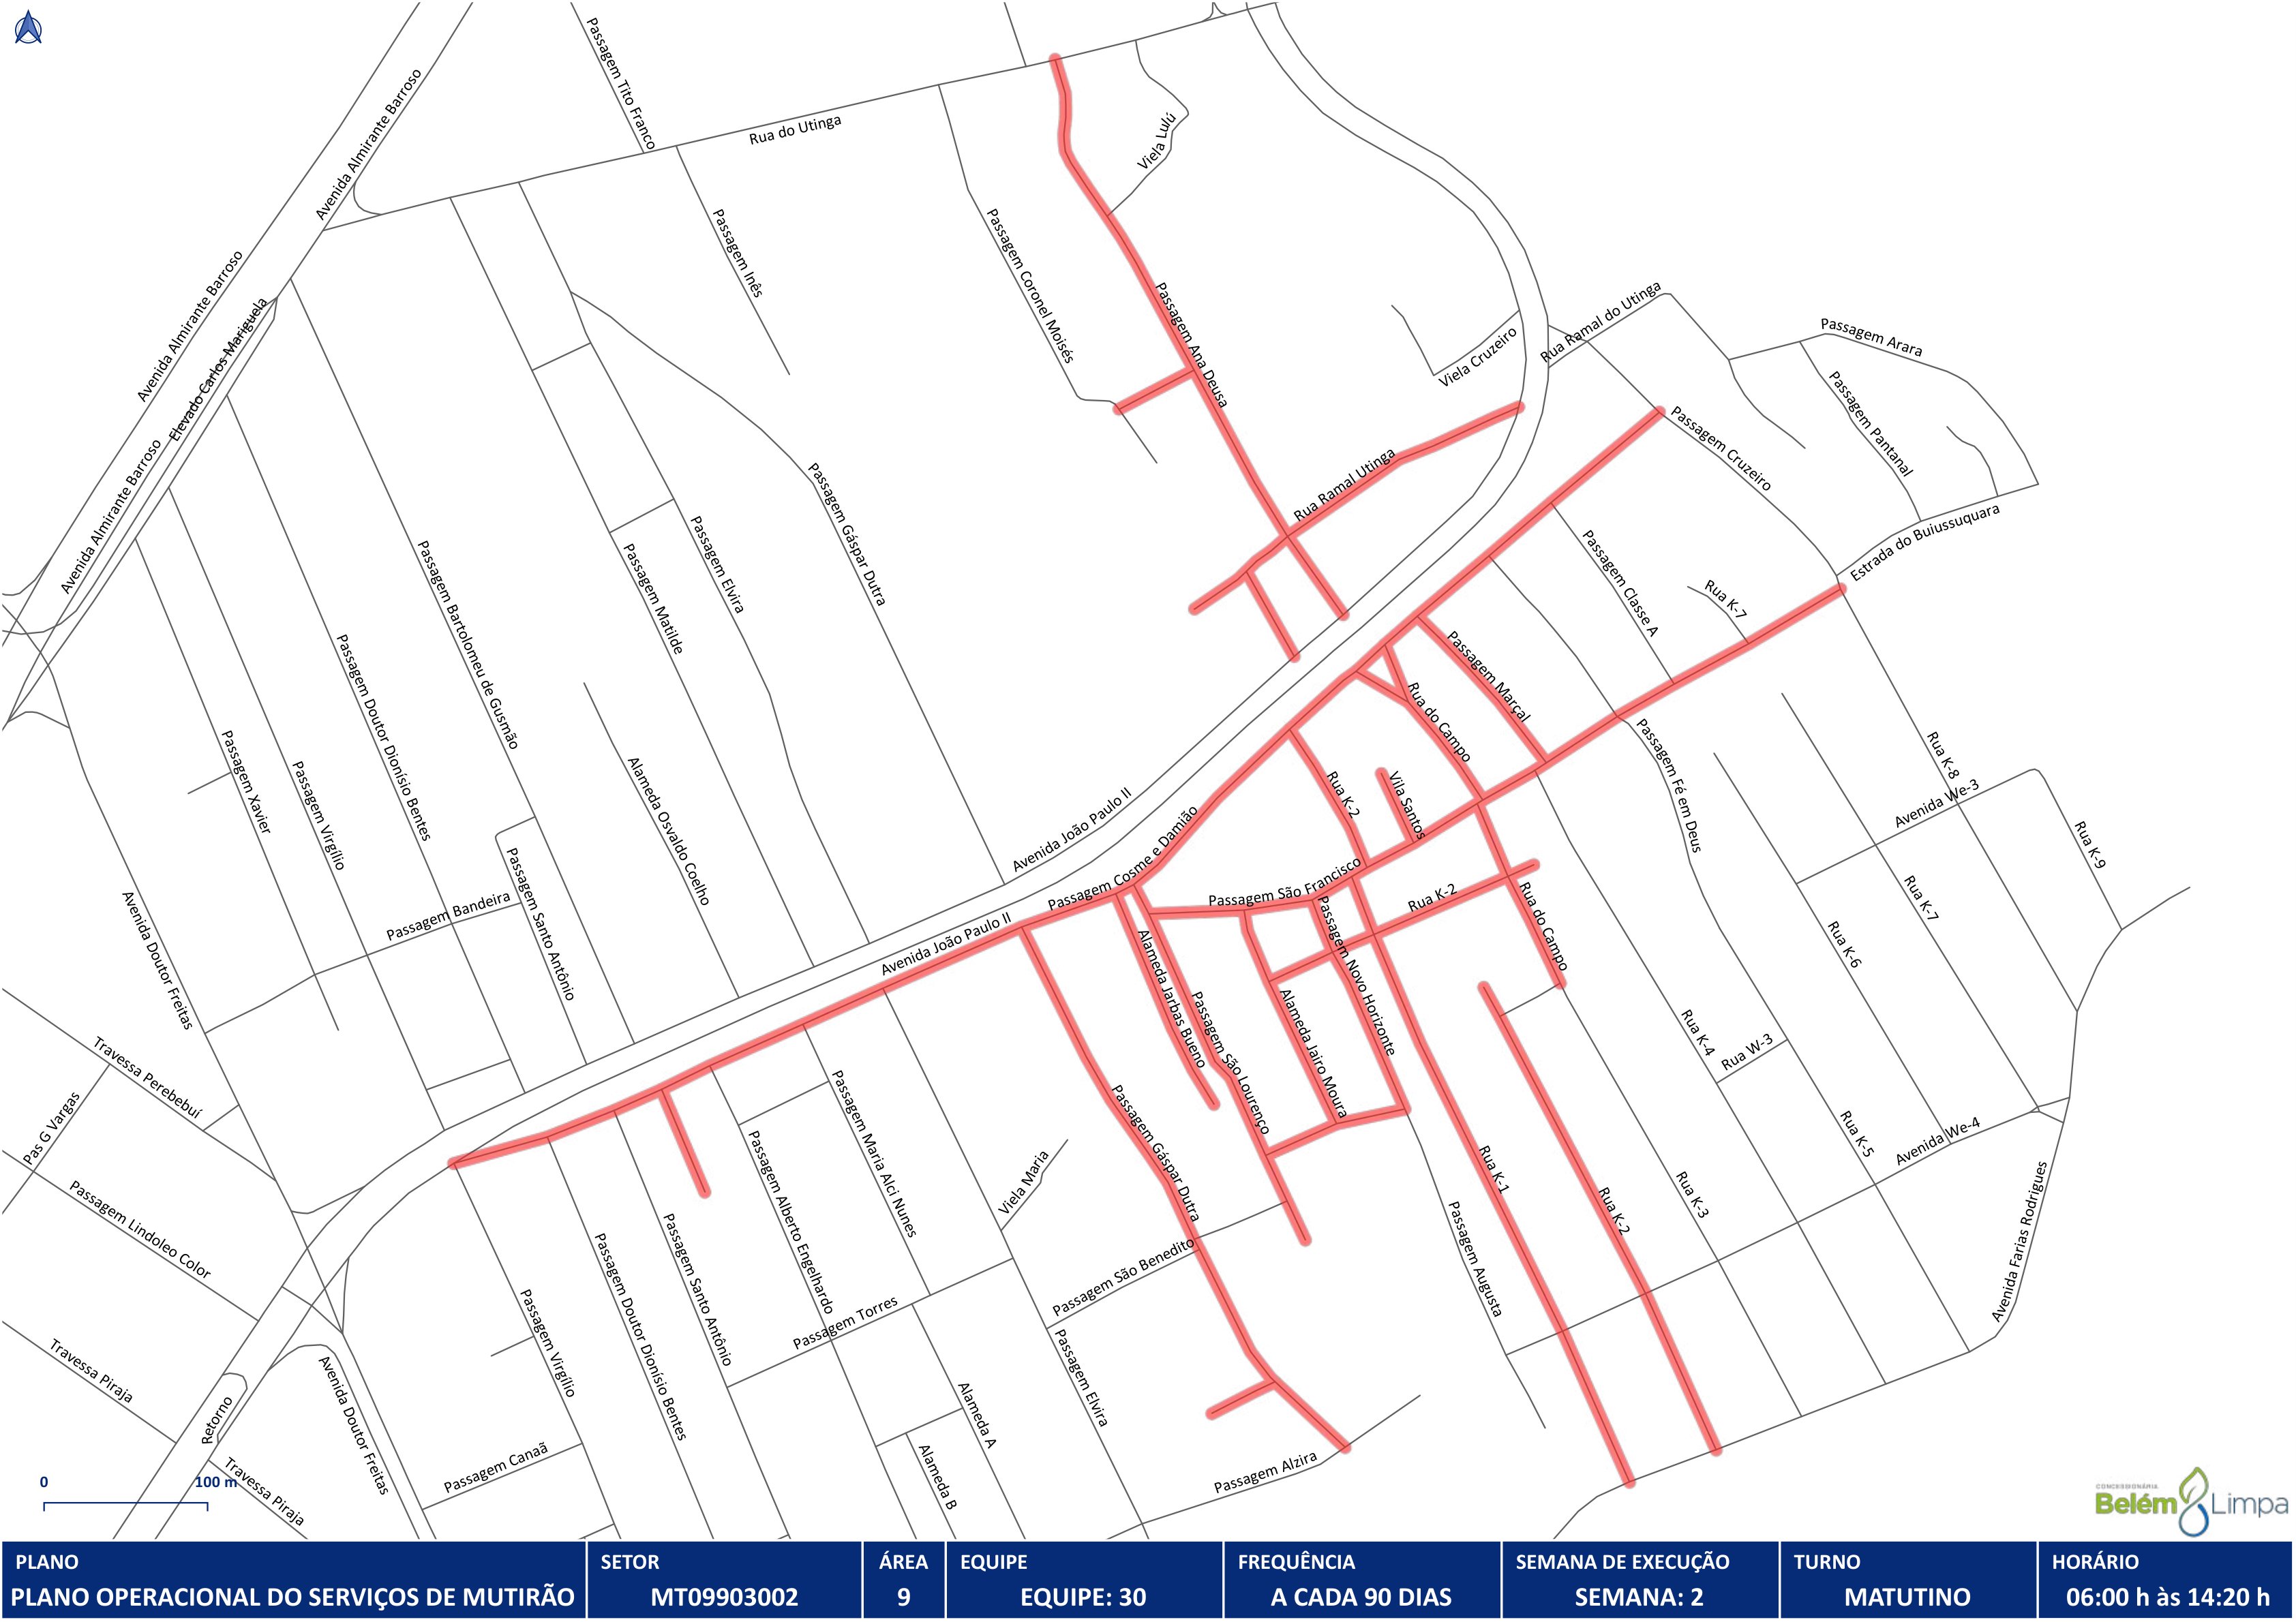 Passagem Tito Franco
Avenida Almirante Barroso
Rua do Utinga
Viela Lulú
Passagem Inês
Passagem Coronel Moisés
Avenida Almirante Barroso
Passagem Ana Deusa
Rua Ramal do Utinga
Elevado Carlos Mariguela
Passagem Arara
Viela Cruzeiro
Passagem Pantanal
Passagem Cruzeiro
Avenida Almirante Barroso
Rua Ramal Utinga
Passagem Gáspar Dutra
Estrada do Buiussuquara
Passagem Elvira
Passagem Matilde
Passagem Bartolomeu de Gusmão
Passagem Classe A
Rua K-7
Passagem Doutor Dionísio Bentes
Passagem Marçal
Rua do Campo
Passagem Xavier
Passagem Virgílio
Alameda Osvaldo Coelho
Passagem Fé em Deus
Rua K-8
Rua K-2
Vila Santos
Avenida João Paulo II
Avenida We-3
Rua K-9
Passagem Cosme e Damião
Passagem Santo Antônio
Passagem São Francisco
Rua K-2
Rua do Campo
Rua K-7
Passagem Bandeira
Avenida Doutor Freitas
Avenida João Paulo II
Passagem Novo Horizonte
Rua K-6
Alameda Jarbas Bueno
Passagem São Lourenço
Alameda Jairo Moura
Rua K-4
Rua W-3
Travessa Perebebuí
Pas G Vargas
Passagem Maria Alci Nunes
Passagem Gáspar Dutra
Rua K-5
Avenida We-4
Passagem Alberto Engelhardo
Viela Maria
Rua K-1
Rua K-2
Rua K-3
Avenida Farias Rodrigues
Passagem Lindoleo Color
Passagem Santo Antônio
Passagem Doutor Dionísio Bentes
Passagem São Benedito
Passagem Augusta
Passagem Virgílio
Passagem Torres
Passagem Elvira
Travessa Piraja
Avenida Doutor Freitas
Retorno
Alameda A
Passagem Canaã
Alameda B
Passagem Alzira
Travessa Piraja
0 100 m
CONCESSIONÁRIA
Belém Limpa
PLANO
PLANO OPERACIONAL DO SERVIÇOS DE MUTIRÃO
SETOR
MT09903002
ÁREA
9
EQUIPE
EQUIPE: 30
FREQUÊNCIA
A CADA 90 DIAS
SEMANA DE EXECUÇÃO
SEMANA: 2
TURNO
MATUTINO
HORÁRIO
06:00 h às 14:20 h